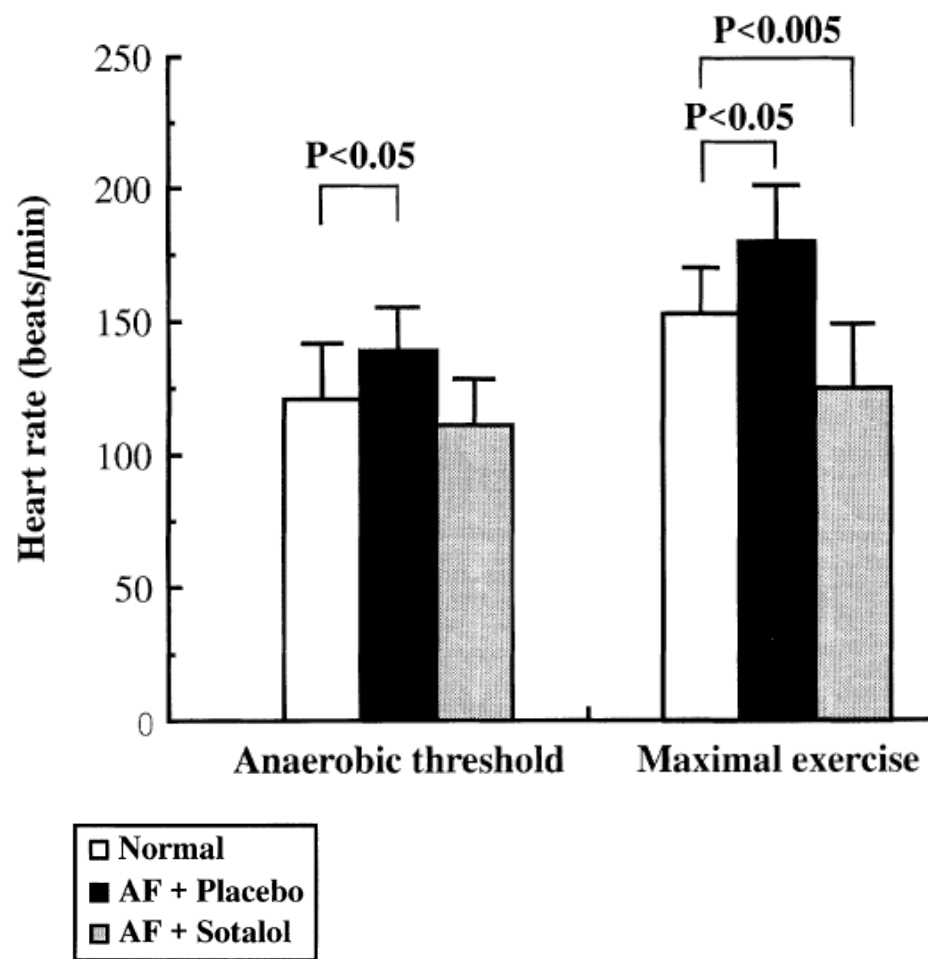 P<0.005
250
P<0.05
P<0.05
200
150
100
50
0
Heart rate (beats/min)
Anaerobic threshold
Maximal exercise
Normal
AF + Placebo
AF + Sotalol